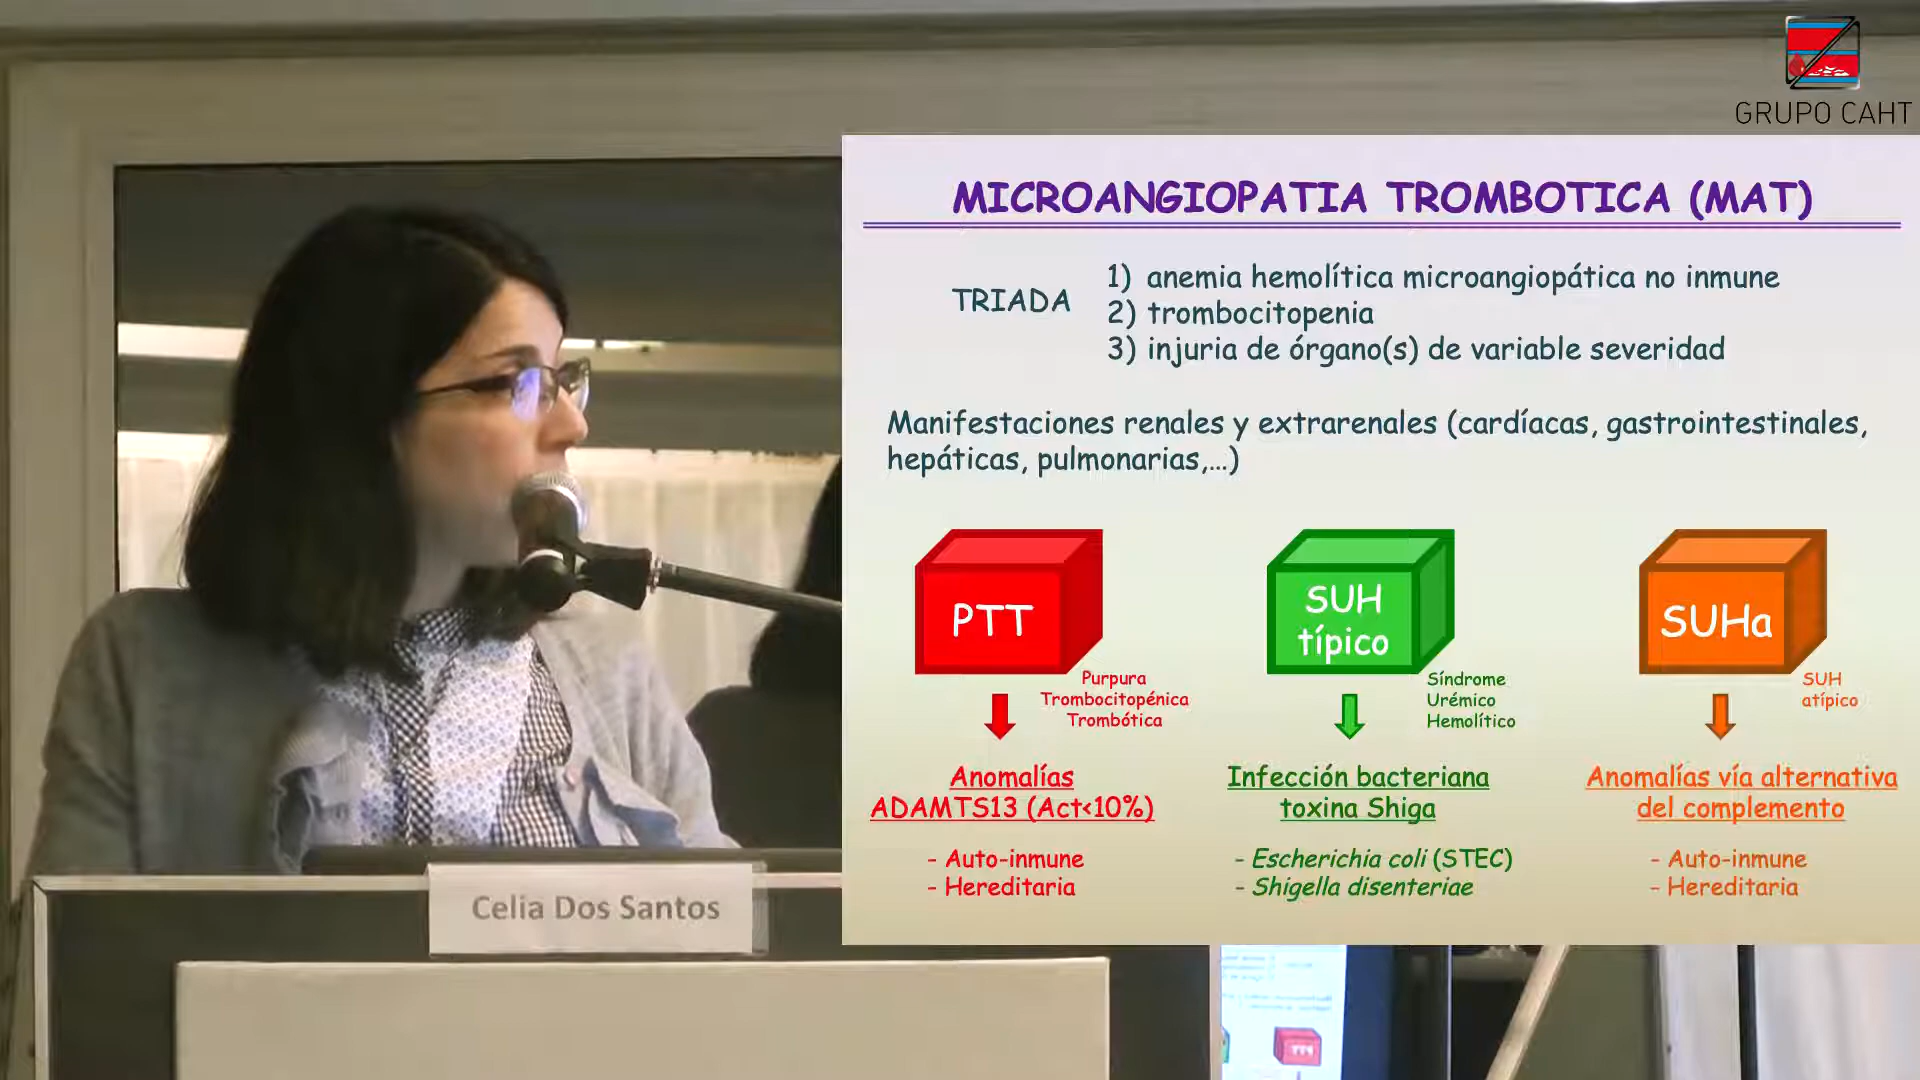 GRUPO CAHT
MICROANGIOPATIA TROMBOTICA (MAT)
TRIADA
1) anemia hemolítica microangiopática no inmune
2) trombocitopenia
3) injuria de órgano(s) de variable severidad
Manifestaciones renales y extrarenales (cardíacas, gastrointestinales,
hepáticas, pulmonarias,...)
PTT
Purpura
Trombocitopénica
Trombótica
Anomalías
ADAMTS13 (Act<10%)
- Auto-inmune
- Hereditaria
SUH
típico
Síndrome
Urémico
Hemolítico
Infección bacteriana
toxina Shiga
- Escherichia coli (STEC)
- Shigella disenteriae
SUHa
SUH
atípico
Anomalías vía alternativa
del complemento
- Auto-inmune
- Hereditaria
Celia Dos Santos